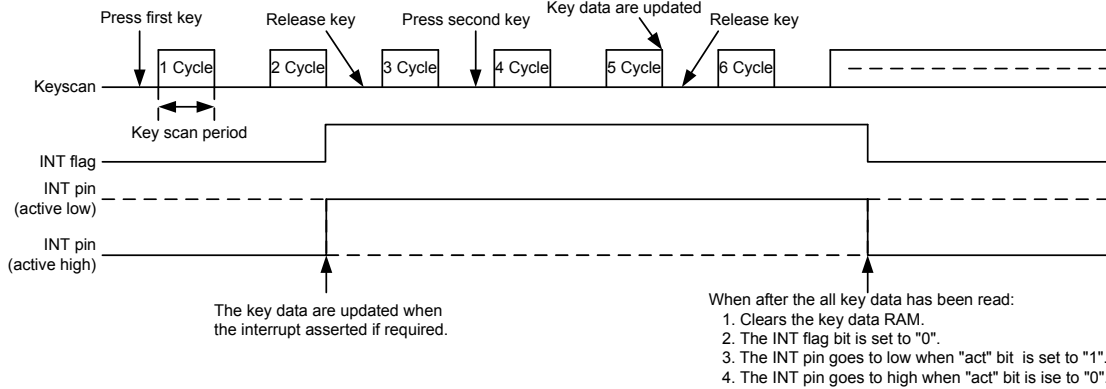 Press first key
Release key
Press second key
Key data are updated
Release key
1 Cycle
2 Cycle
3 Cycle
4 Cycle
5 Cycle
6 Cycle
Keyscan
Key scan period
INT flag
INT pin
(active low)
INT pin
(active high)
The key data are updated when
the interrupt asserted if required.
When after the all key data has been read:
1. Clears the key data RAM.
2. The INT flag bit is set to "0".
3. The INT pin goes to low when "act" bit is set to "1".
4. The INT pin goes to high when "act" bit is ise to "0"